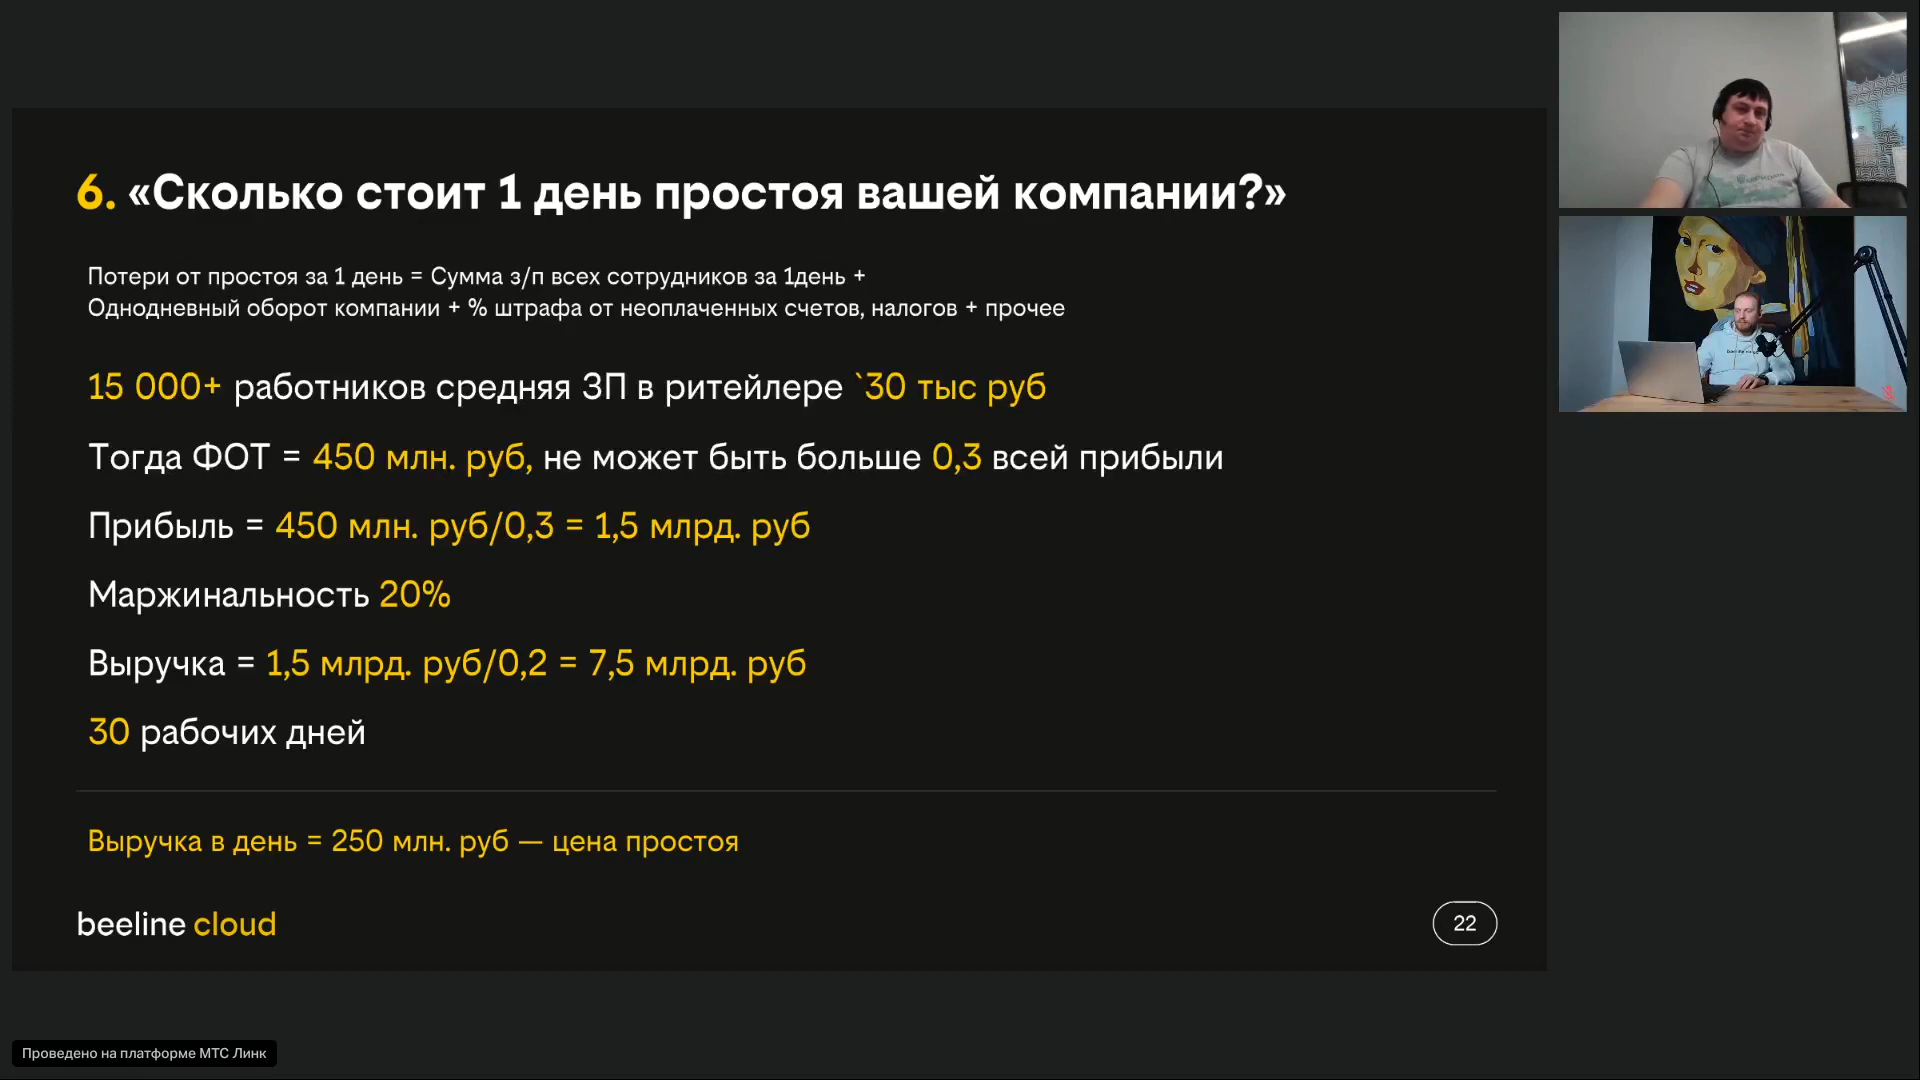 6. «Сколько стоит 1 день простоя вашей компании?»
Потери от простоя за 1 день = Сумма з/п всех сотрудников за 1день +
Однодневный оборот компании + % штрафа от неоплаченных счетов, налогов + прочее
15 000+ работников средняя ЗП в ритейлере `30 тыс руб
Тогда ФОТ = 450 млн. руб, не может быть больше 0,3 всей прибыли
Прибыль = 450 млн. руб/0,3 = 1,5 млрд. руб
Маржинальность 20%
Выручка = 1,5 млрд. руб/0,2 = 7,5 млрд. руб
30 рабочих дней
Выручка в день = 250 млн. руб — цена простоя
beeline cloud
22
Проведено на платформе МТС Линк